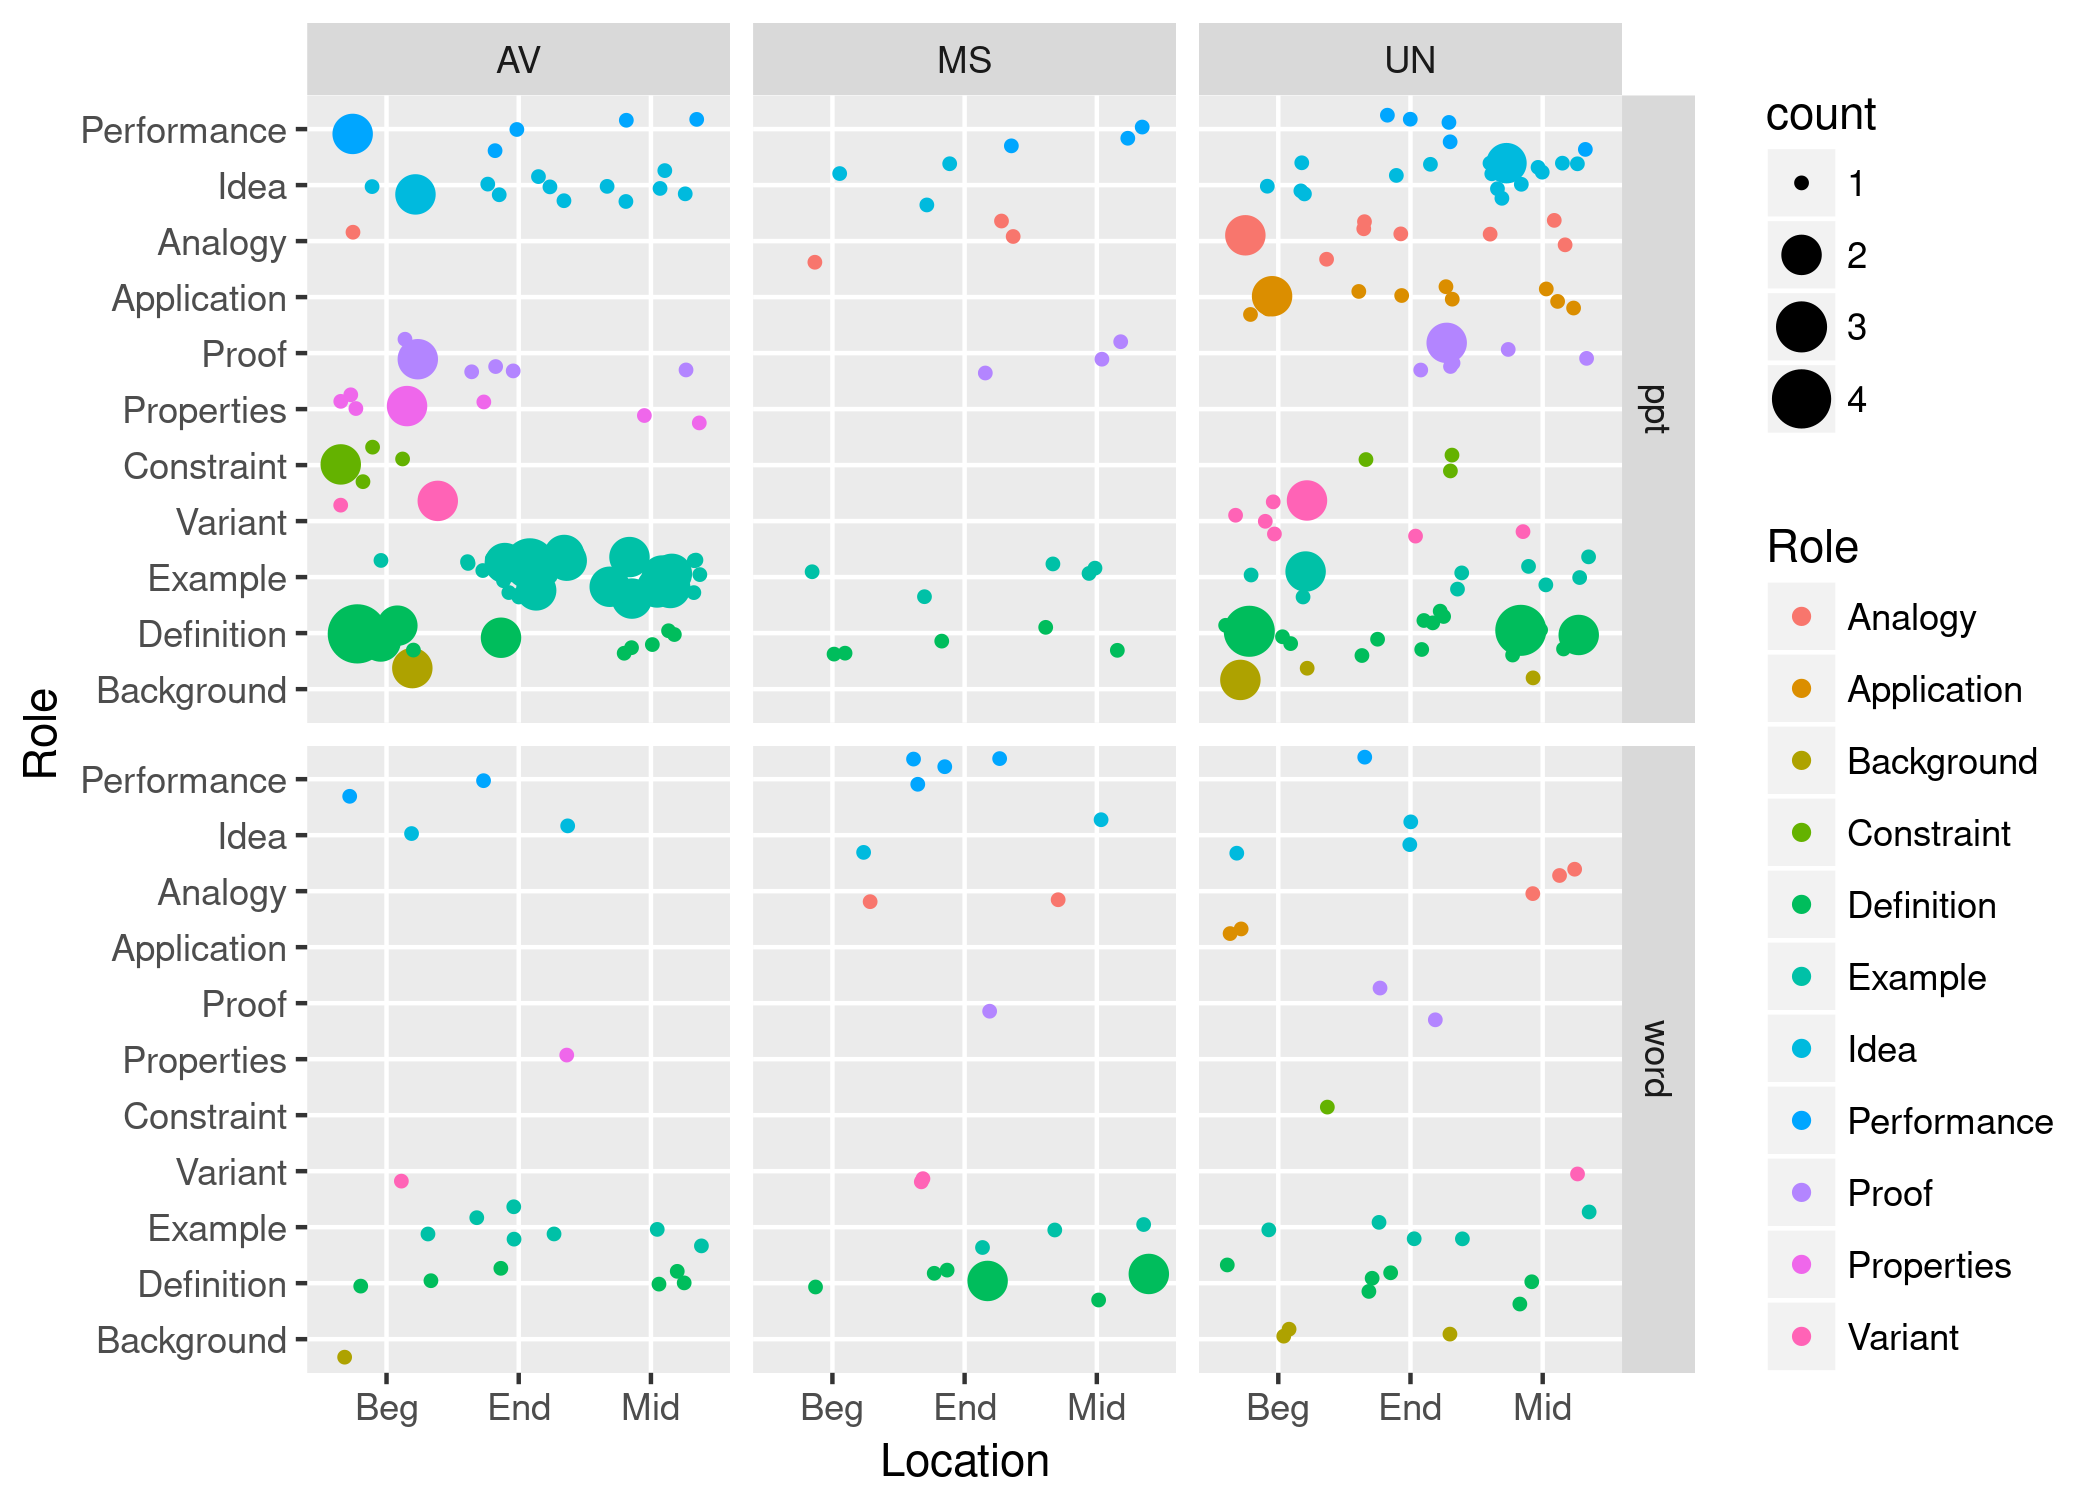 AV
MS
UN
Performance
Idea
Analogy
Application
Proof
Properties
Constraint
Variant
Example
Definition
Background
ppt
Performance
Idea
Analogy
Application
Proof
Properties
Constraint
Variant
Example
Definition
Background
word
Role
Beg
End
Mid
Beg
End
Mid
Beg
End
Mid
Location
count
1
2
3
4
Role
Analogy
Application
Background
Constraint
Definition
Example
Idea
Performance
Proof
Properties
Variant